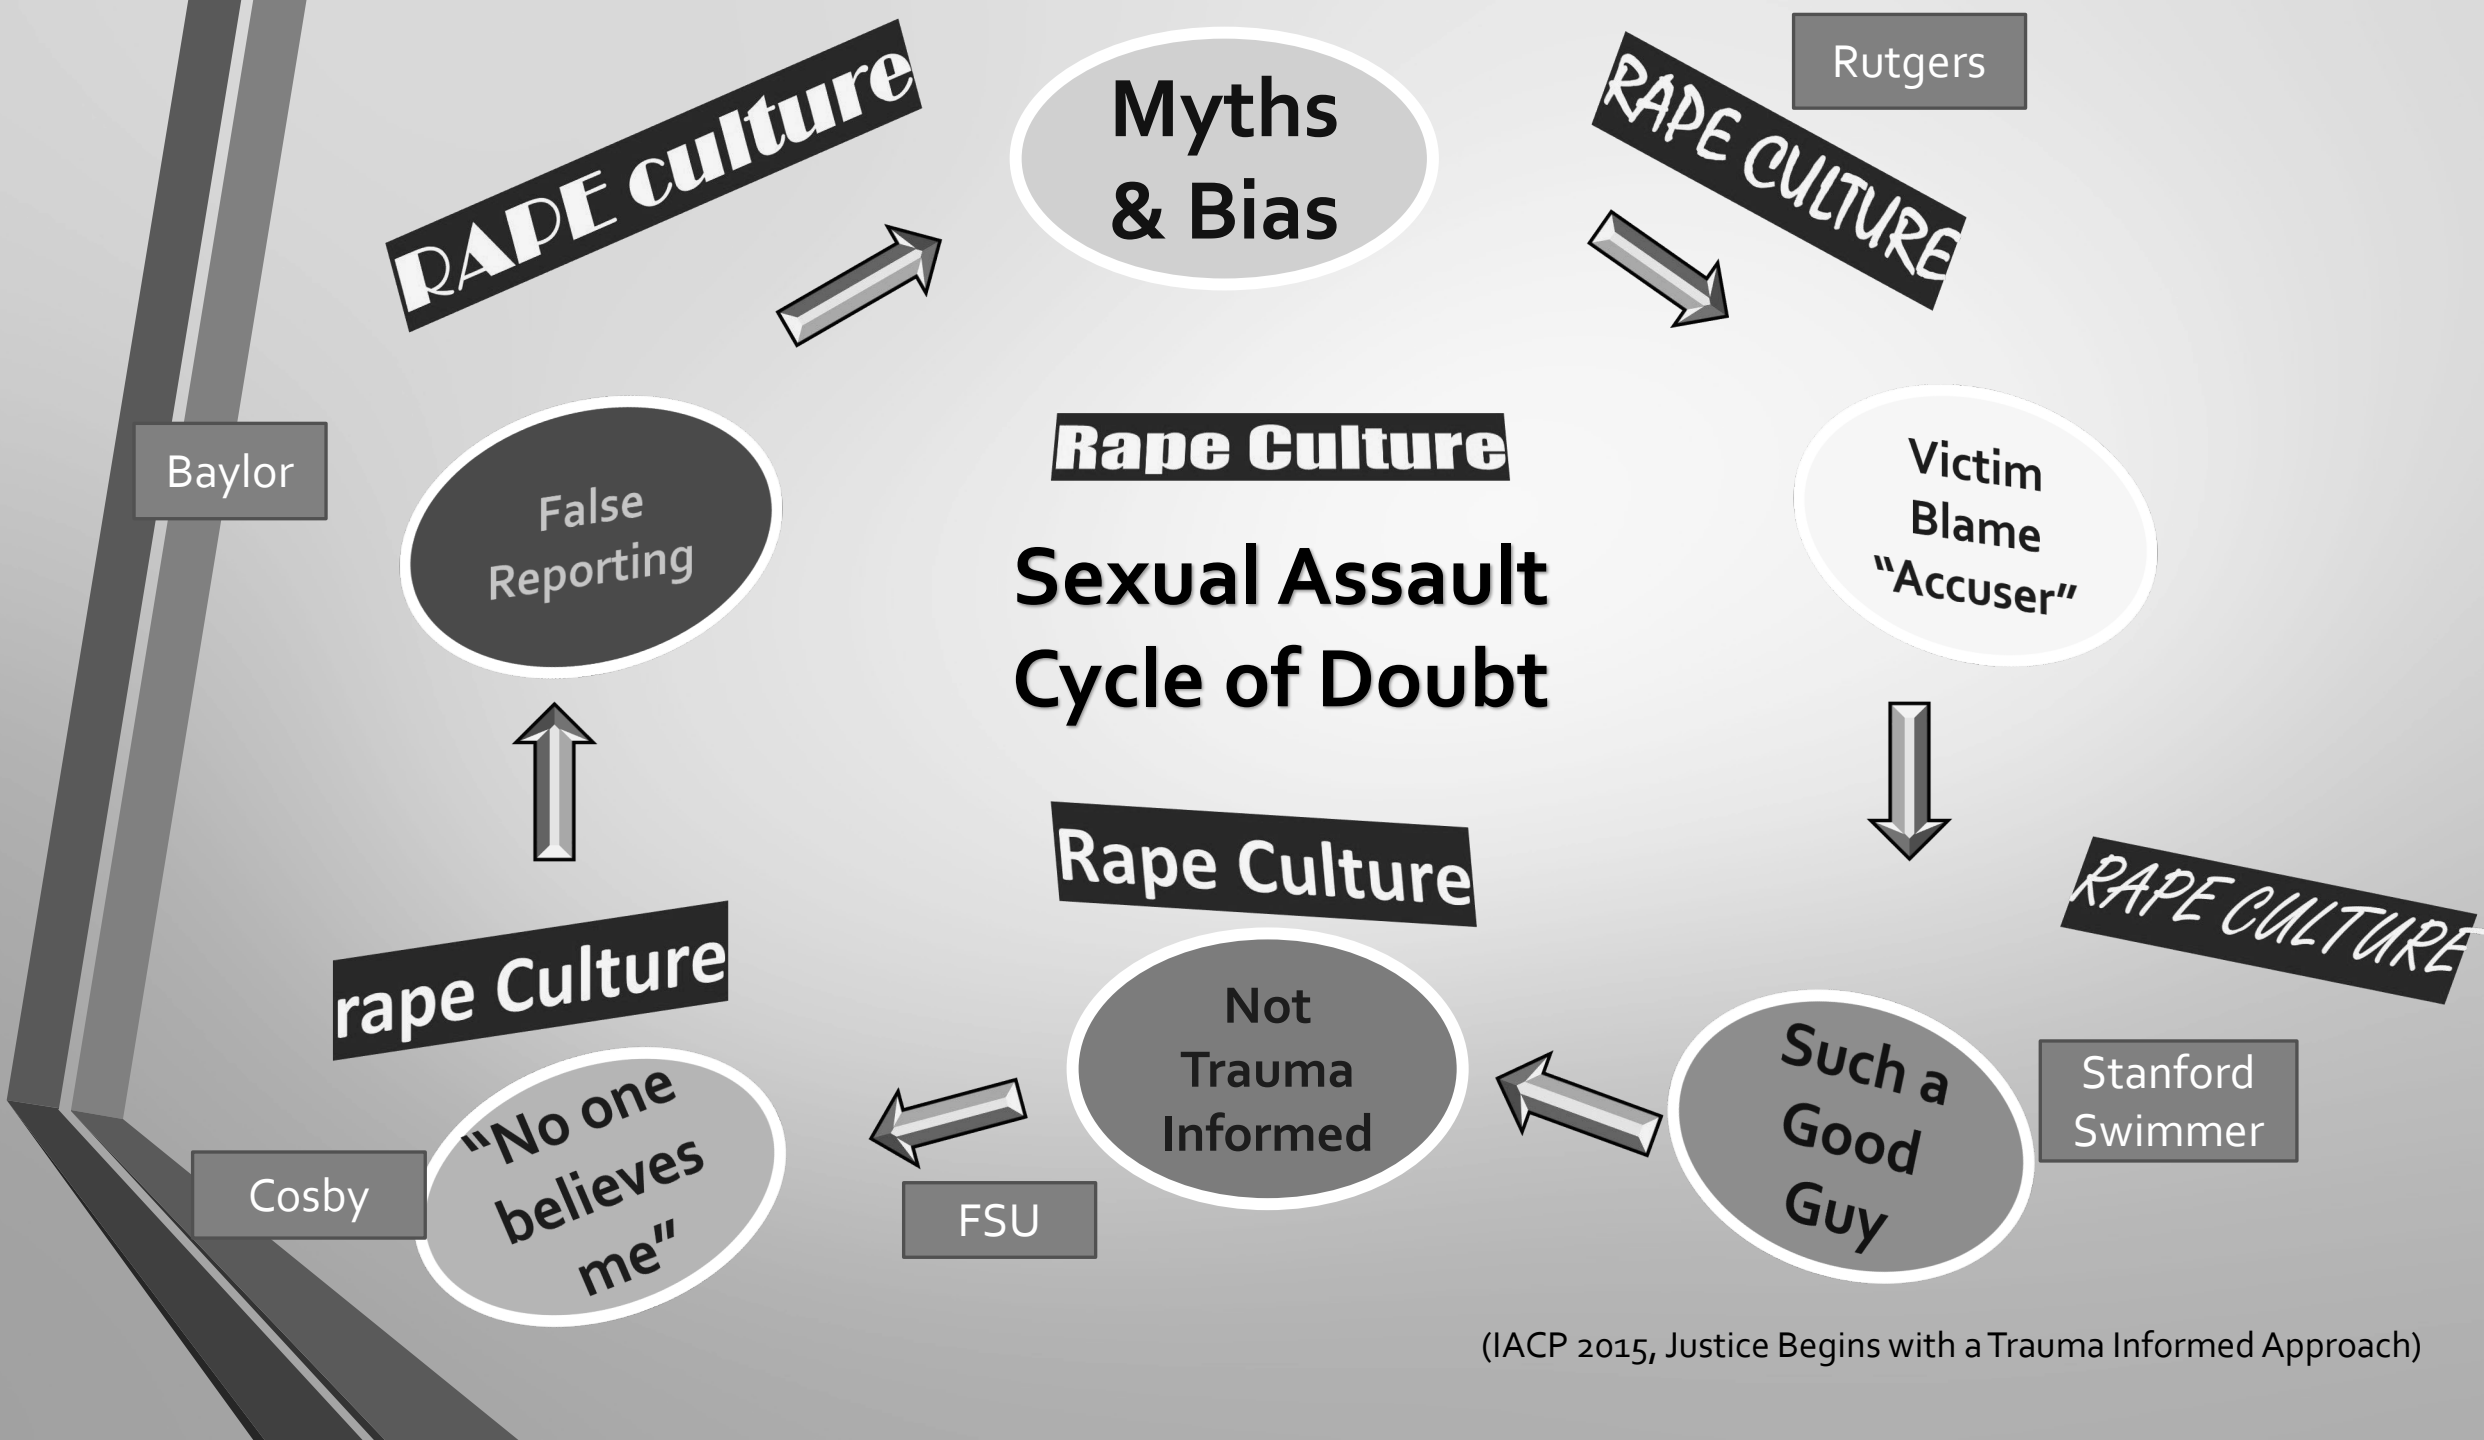 RAPE culture
Myths
& Bias
Rutgers
RAPE CULTURE
Baylor
False
Reporting
Rape Culture
Sexual Assault
Cycle of Doubt
Victim
Blame
“Accuser”
Rape Culture
RAPE CULTURE
rape Culture
Not
Trauma
Informed
Such a
Good
Guy
Stanford
Swimmer
“No one
believes
me”
Cosby
FSU
(IACP 2015, Justice Begins with a Trauma Informed Approach)